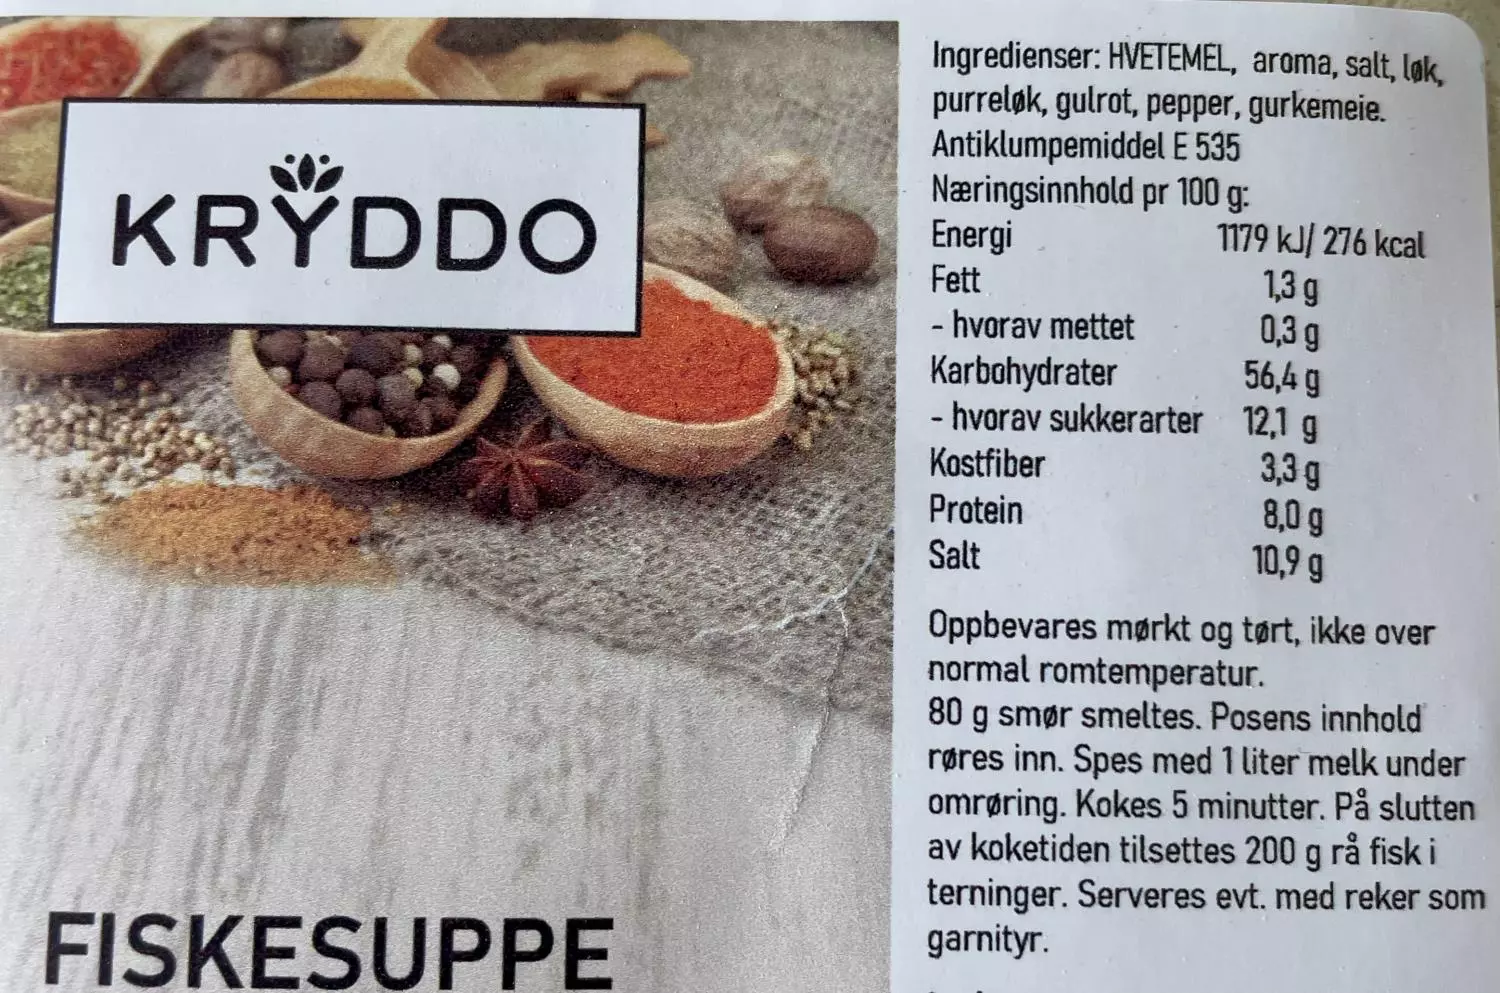 KRYDDO
FISKESUPPE
Ingredienser: HVETEMEL, aroma, salt, løk,
purreløk, gulrot, pepper, gurkemeie.
Antiklumpemiddel E 535
Næringsinnhold pr 100 g:
Energi 1179 kJ/ 276 kcal
Fett 1,3 g
- hvorav mettet 0,3 g
Karbohydrater 56,4 g
- hvorav sukkerarter 12,1 g
Kostfiber 3,3 g
Protein 8,0 g
Salt 10,9 g
Oppbevares mørkt og tørt, ikke over
normal romtemperatur.
80 g smør smeltes. Posens innhold
røres inn. Spes med 1 liter melk under
omrøring. Kokes 5 minutter. På slutten
av koketiden tilsettes 200 g rå fisk i
terninger. Serveres evt. med reker som
garnityr.